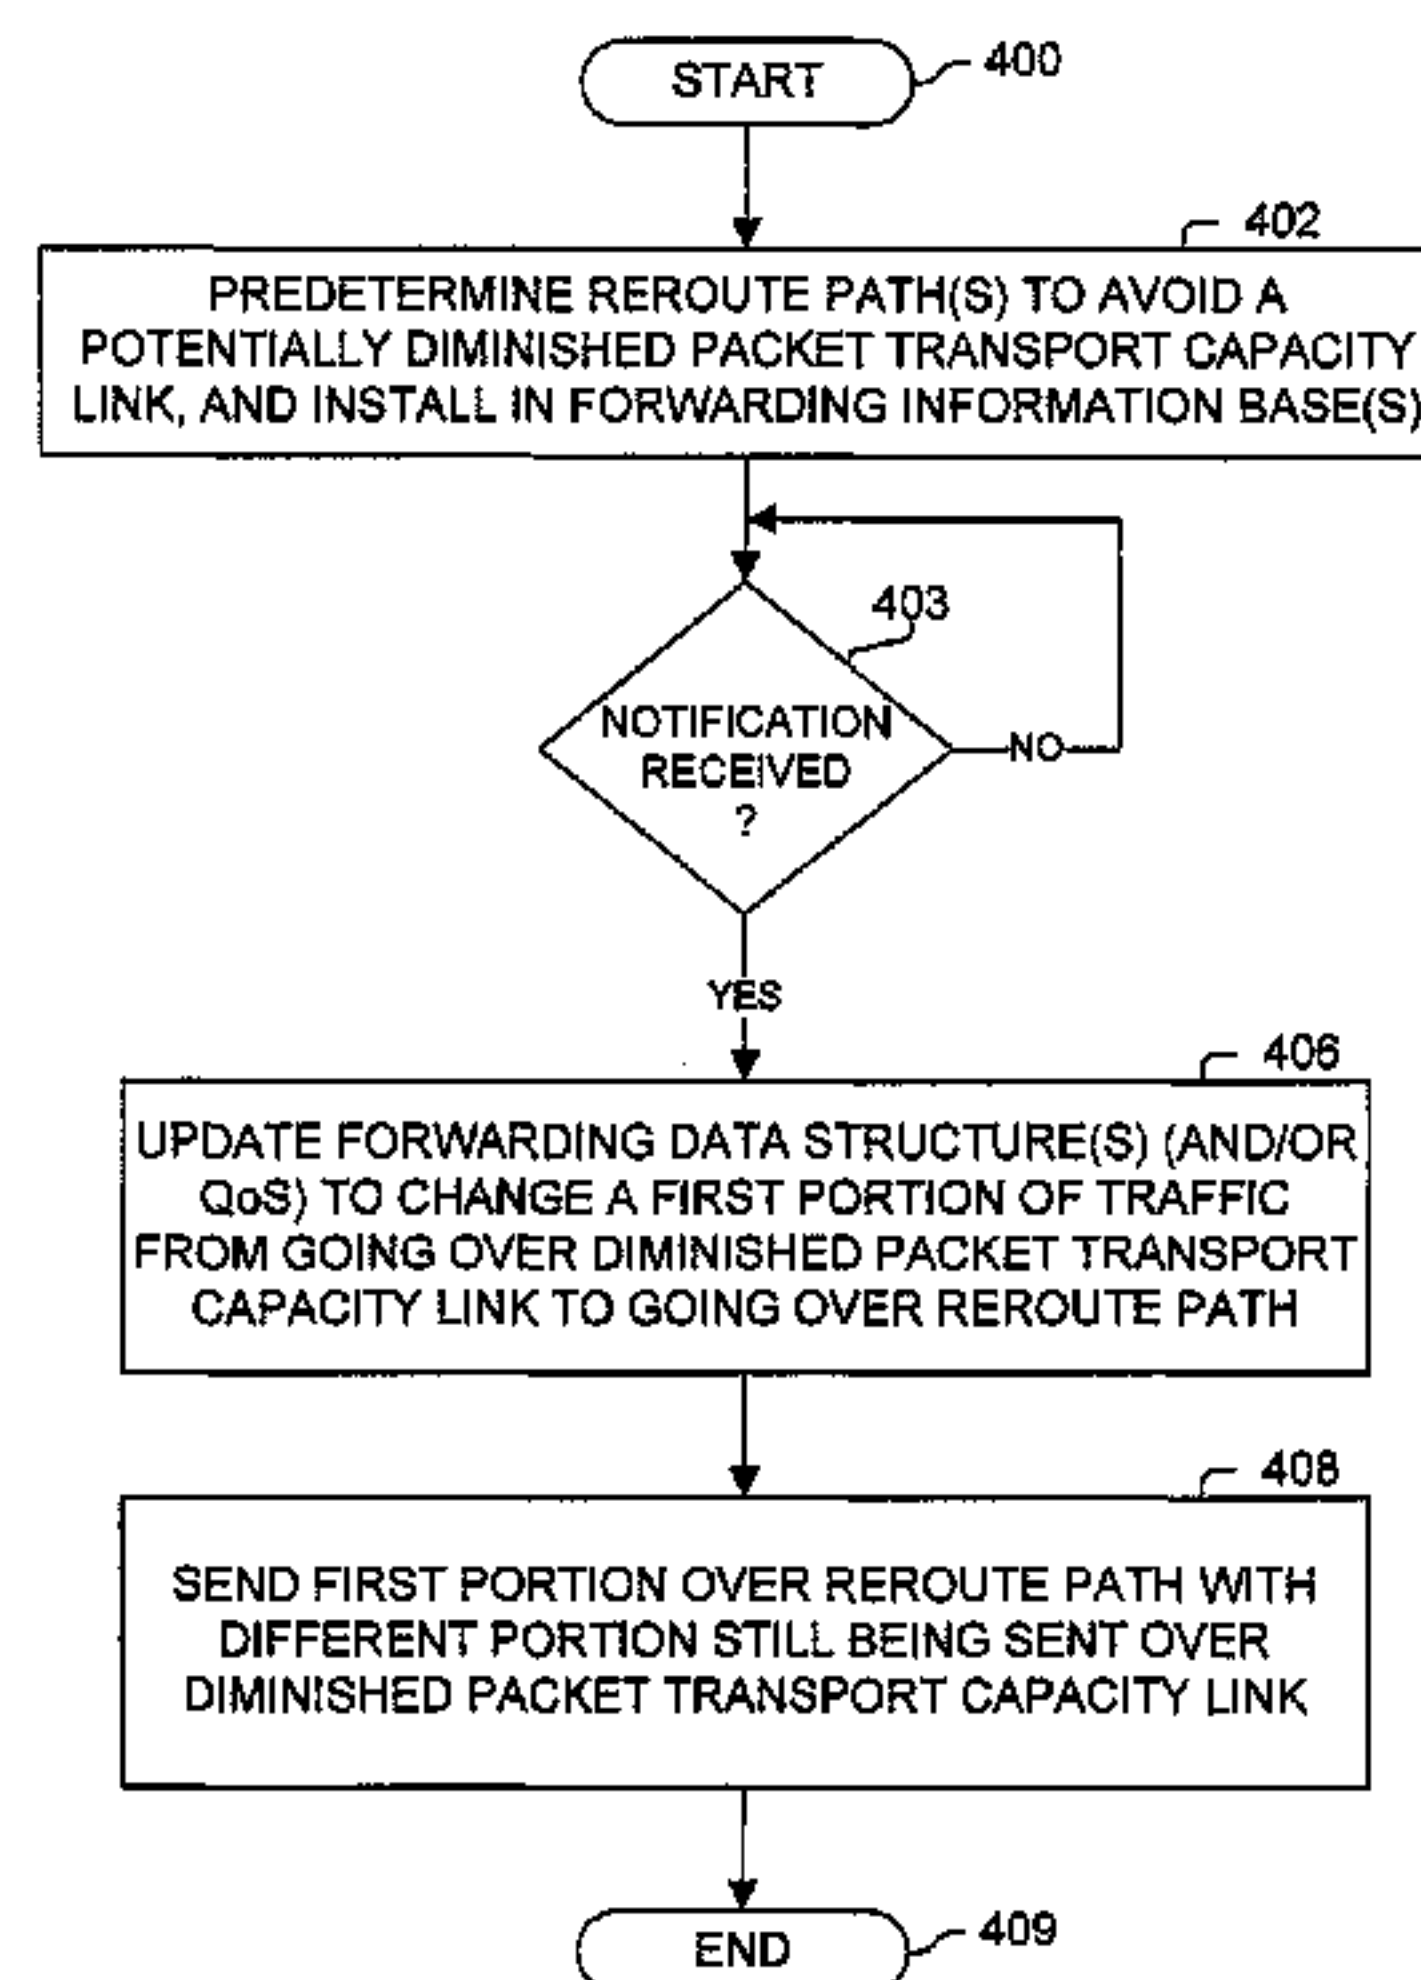 START
400
402
PREDETERMINE REROUTE PATH(S) TO AVOID A
POTENTIALLY DIMINISHED PACKET TRANSPORT CAPACITY
LINK, AND INSTALL IN FORWARDING INFORMATION BASE(S)
403
NOTIFICATION
RECEIVED
?
NO
YES
406
UPDATE FORWARDING DATA STRUCTURE(S) (AND/OR
QoS) TO CHANGE A FIRST PORTION OF TRAFFIC
FROM GOING OVER DIMINISHED PACKET TRANSPORT
CAPACITY LINK TO GOING OVER REROUTE PATH
408
SEND FIRST PORTION OVER REROUTE PATH WITH
DIFFERENT PORTION STILL BEING SENT OVER
DIMINISHED PACKET TRANSPORT CAPACITY LINK
END
409